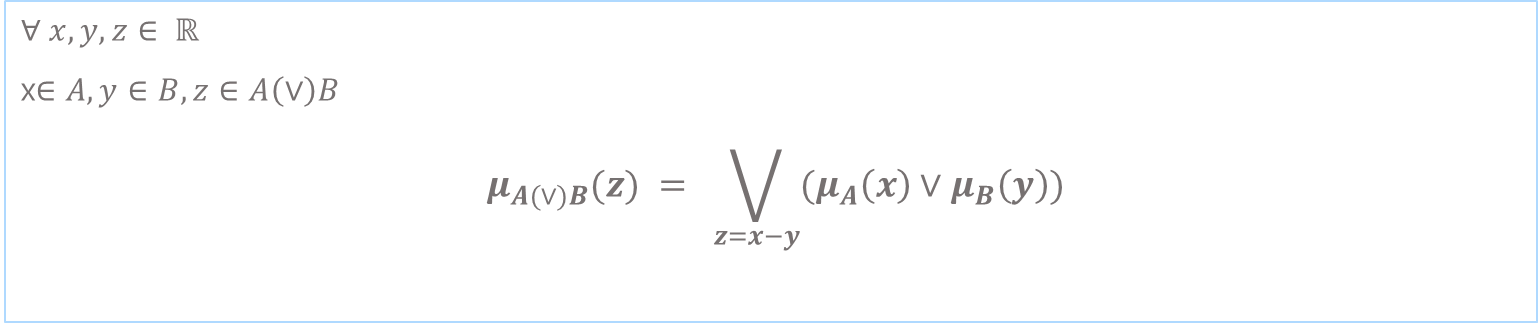 ∀ x, y, z ∈ ℝ
x∈ A, y ∈ B, z ∈ A(∨)B
μ_{A(∨)B}(z) = ⋁_{z=x−y} (μ_A(x) ∨ μ_B(y))